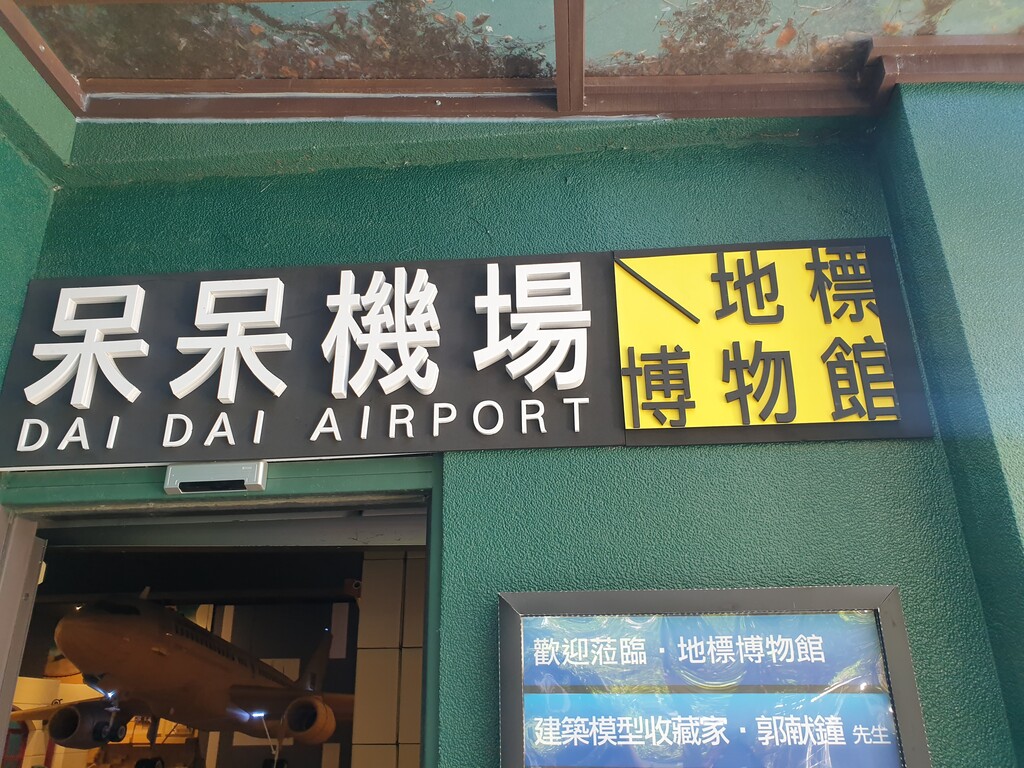 呆呆機場
DAI DAI AIRPORT
\地標
博物館
歡迎蒞臨·地標博物館
建築模型收藏家·郭献鐘 先生